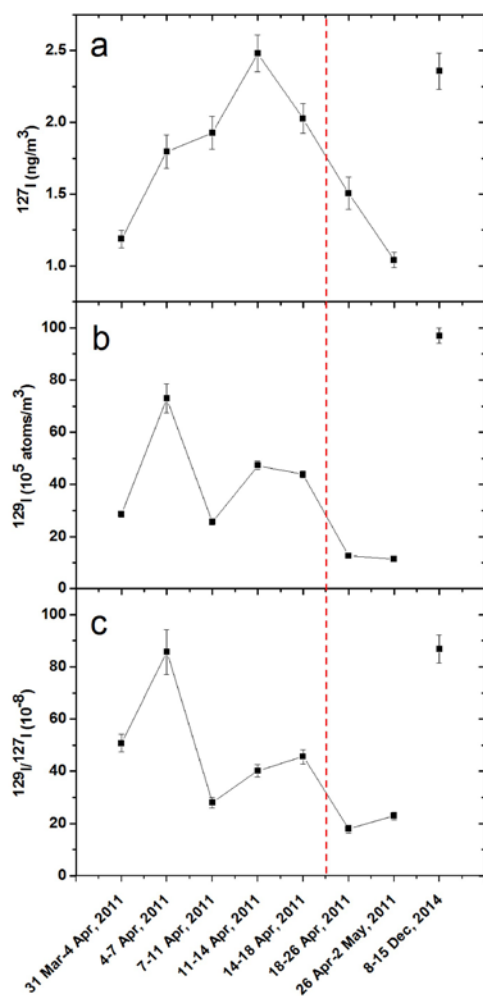 a
2.5
2.0
1.5
1.0
127I (ng/m3)
b
100
80
60
40
20
0
129I (10^5 atoms/m3)
c
80
60
40
20
0
129I/127I (10^-8)
31 Mar-4 Apr, 2011
4-7 Apr, 2011
7-11 Apr, 2011
11-14 Apr, 2011
14-18 Apr, 2011
18-26 Apr, 2011
26 Apr-2 May, 2011
8-15 Dec, 2014